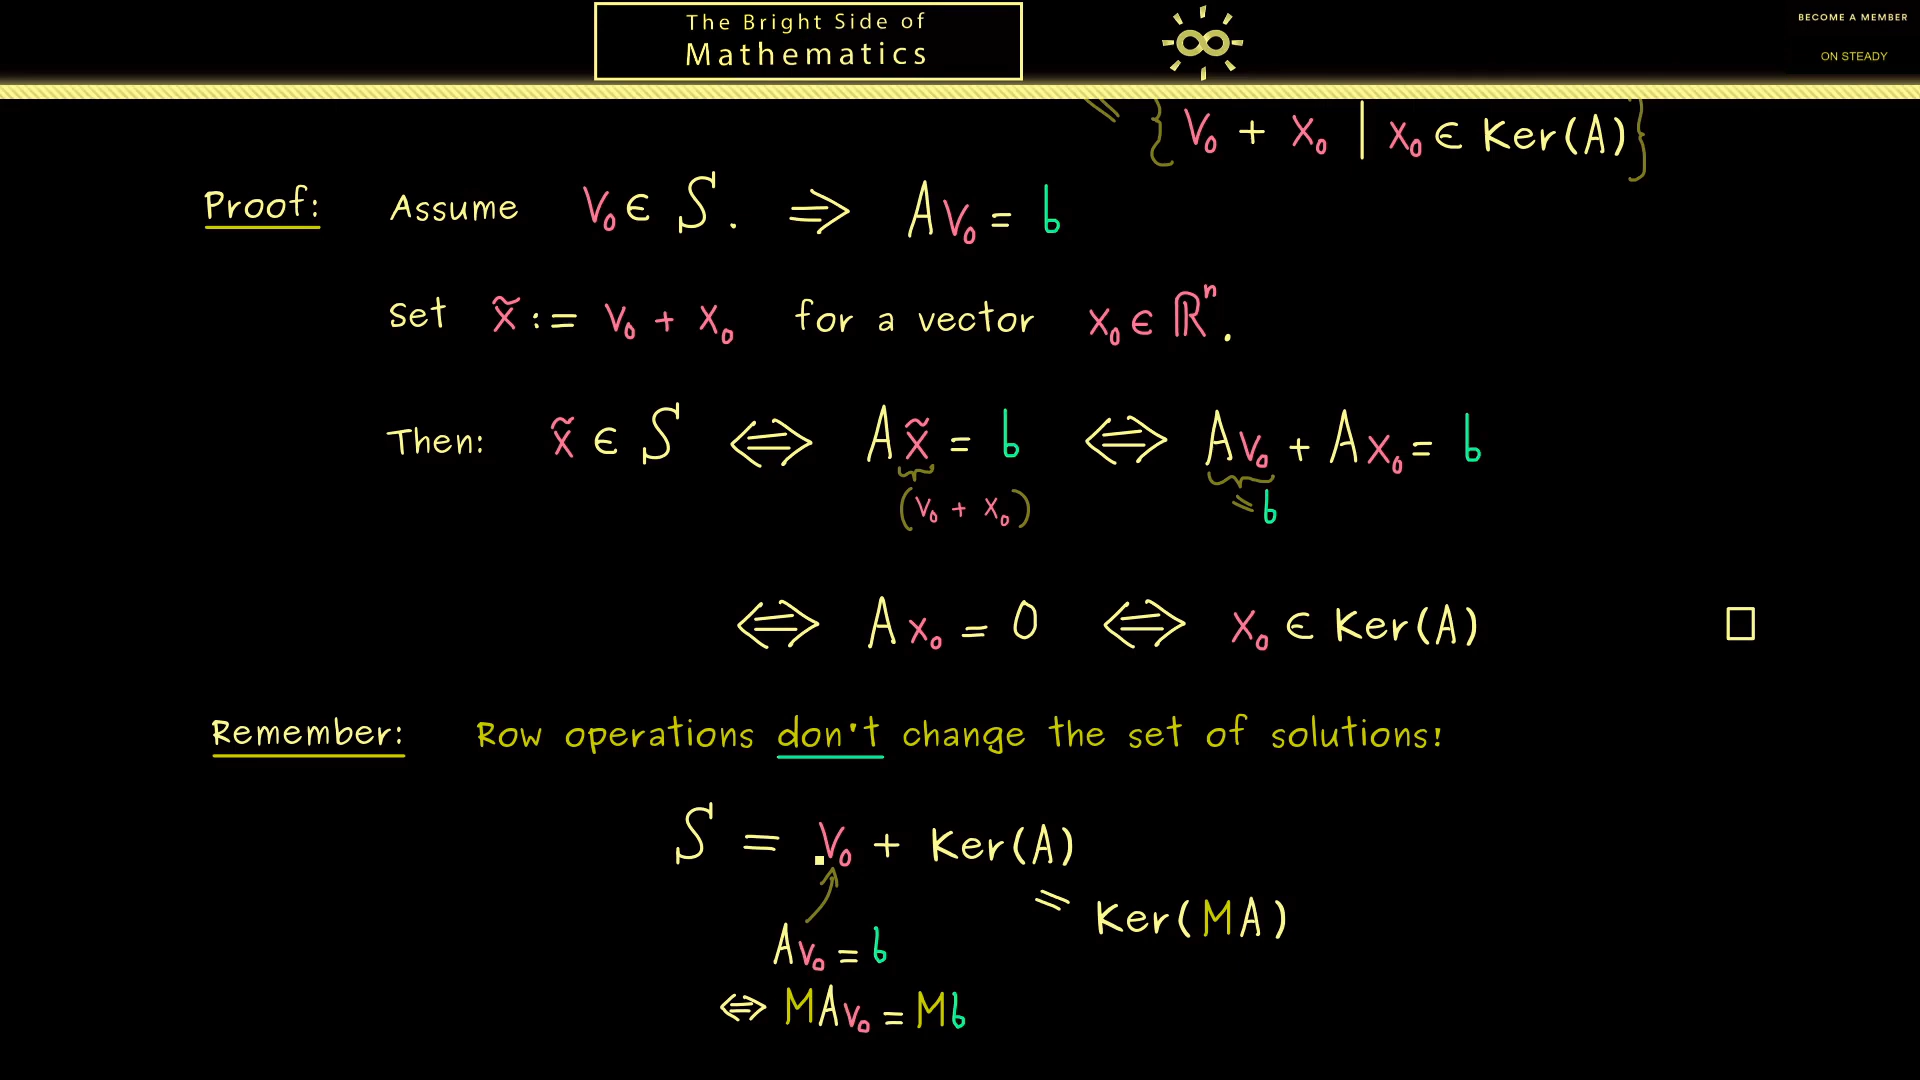 The Bright Side of
Mathematics
BECOME A MEMBER
ON STEADY
= { v₀ + x₀ | x₀ ∈ Ker(A) }
Proof: Assume v₀ ∈ S. ⇒ Av₀ = b
Set x̃ := v₀ + x₀ for a vector x₀ ∈ ℝⁿ.
Then: x̃ ∈ S ⇔ Ax̃ = b ⇔ Av₀ + Ax₀ = b
(v₀ + x₀) = b
⇔ Ax₀ = 0 ⇔ x₀ ∈ Ker(A) □
Remember: Row operations don't change the set of solutions!
S = v₀ + Ker(A)
= Ker(MA)
Av₀ = b
⇔ MAv₀ = Mb